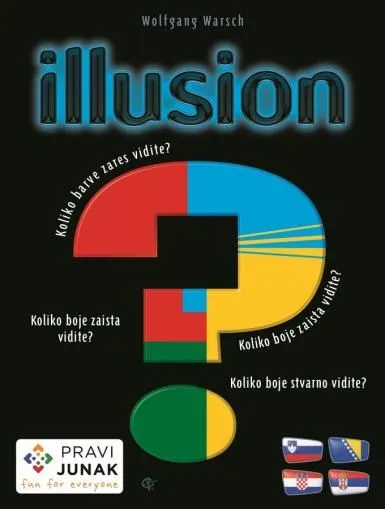 Wolfgang Warsch
illusion
Koliko barve zares vidite?
Koliko boje zaista vidite?
Koliko boje zaista
vidite?
Koliko boje stvarno vidite?
PRAVI
JUNAK
fun for everyone